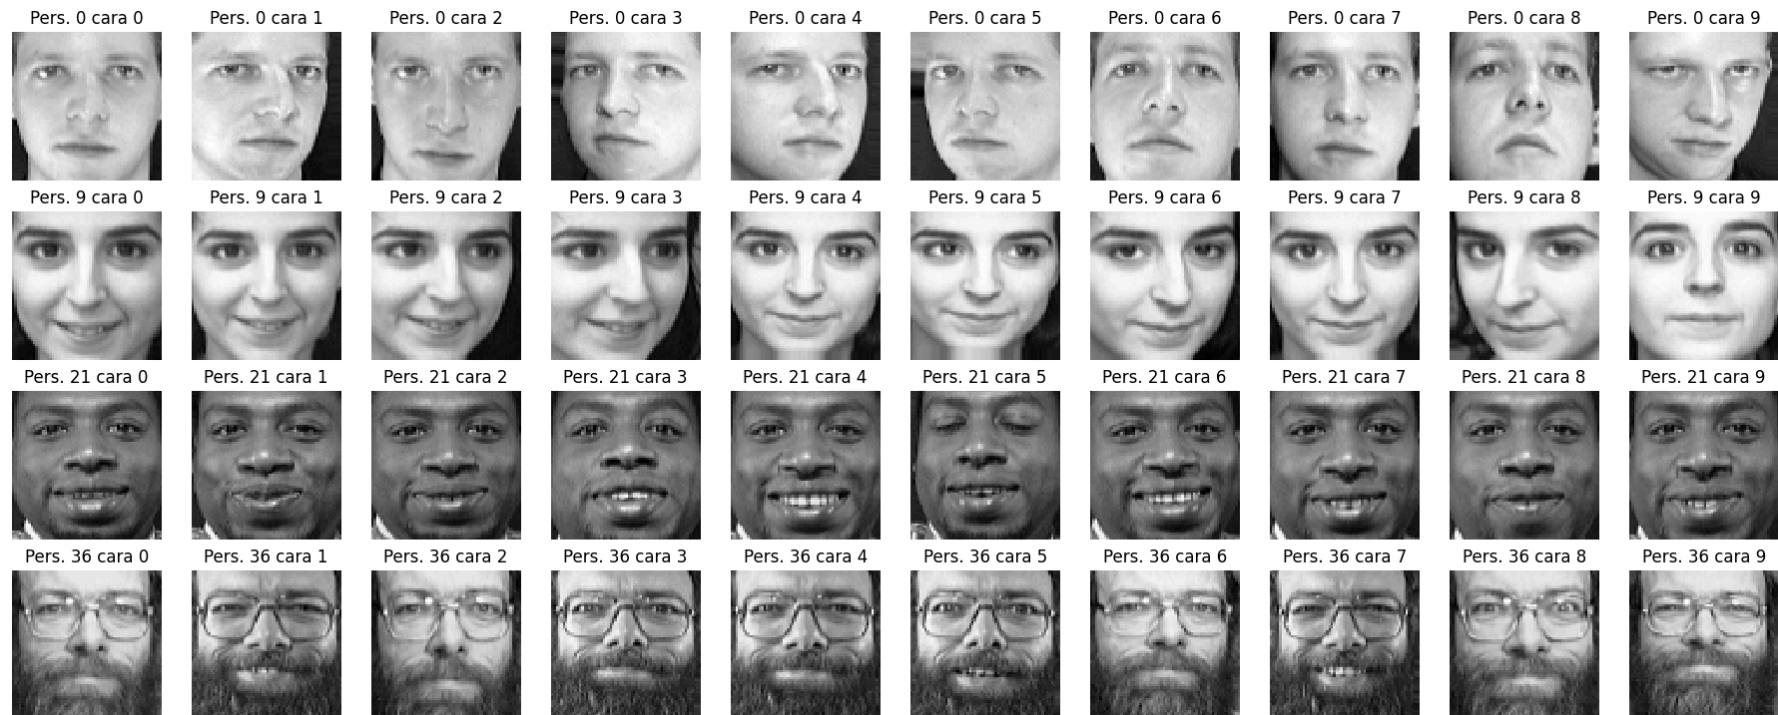 Pers. 0 cara 0 Pers. 0 cara 1 Pers. 0 cara 2 Pers. 0 cara 3 Pers. 0 cara 4 Pers. 0 cara 5 Pers. 0 cara 6 Pers. 0 cara 7 Pers. 0 cara 8 Pers. 0 cara 9
Pers. 9 cara 0 Pers. 9 cara 1 Pers. 9 cara 2 Pers. 9 cara 3 Pers. 9 cara 4 Pers. 9 cara 5 Pers. 9 cara 6 Pers. 9 cara 7 Pers. 9 cara 8 Pers. 9 cara 9
Pers. 21 cara 0 Pers. 21 cara 1 Pers. 21 cara 2 Pers. 21 cara 3 Pers. 21 cara 4 Pers. 21 cara 5 Pers. 21 cara 6 Pers. 21 cara 7 Pers. 21 cara 8 Pers. 21 cara 9
Pers. 36 cara 0 Pers. 36 cara 1 Pers. 36 cara 2 Pers. 36 cara 3 Pers. 36 cara 4 Pers. 36 cara 5 Pers. 36 cara 6 Pers. 36 cara 7 Pers. 36 cara 8 Pers. 36 cara 9